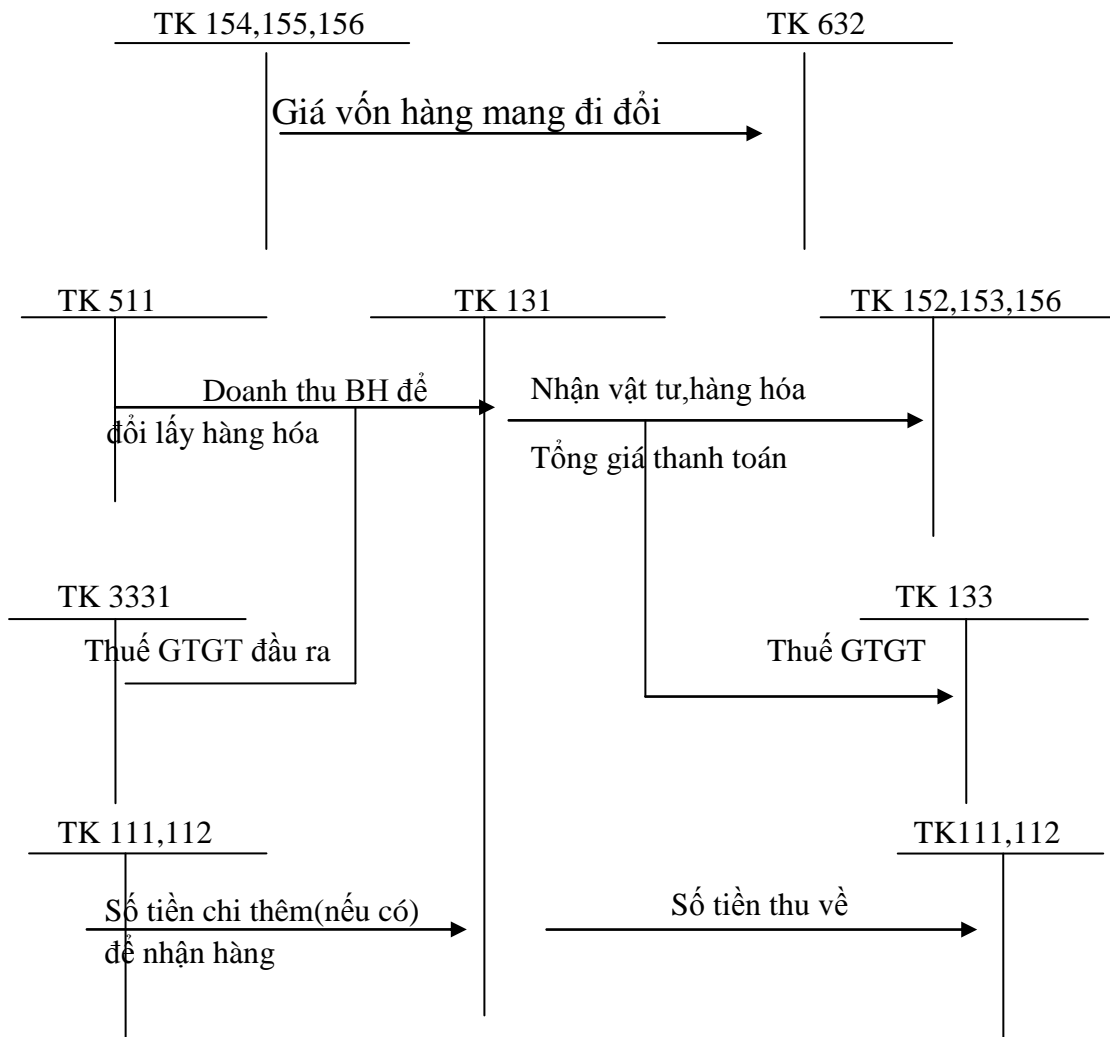 TK 154,155,156
TK 632
Giá vốn hàng mang đi đổi
TK 511
TK 131
TK 152,153,156
Doanh thu BH để
đổi lấy hàng hóa
Nhận vật tư,hàng hóa
Tổng giá thanh toán
TK 3331
TK 133
Thuế GTGT đầu ra
Thuế GTGT
TK 111,112
TK111,112
Số tiền chi thêm(nếu có)
để nhận hàng
Số tiền thu về